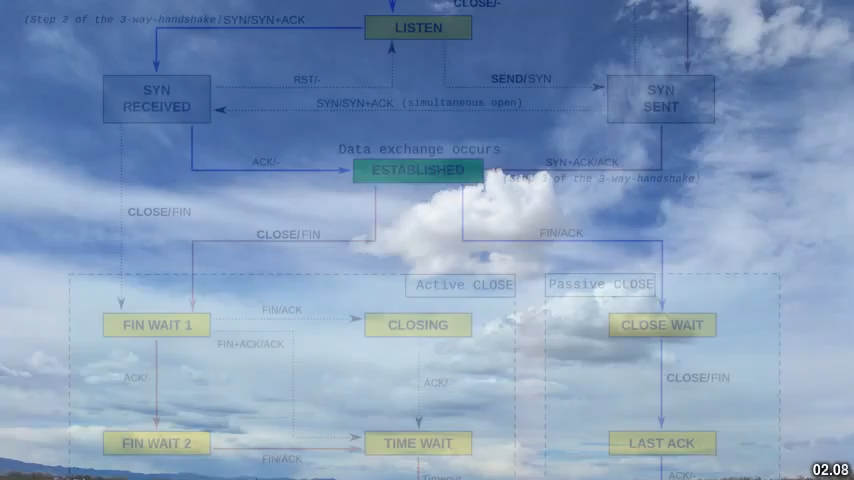 CLOSE/-
(Step 2 of the 3-way-handshake) SYN/SYN+ACK
LISTEN
RST/-
SEND/SYN
SYN
RECEIVED
SYN
SENT
SYN/SYN+ACK (simultaneous open)
Data exchange occurs
ACK/-
ESTABLISHED
SYN+ACK/ACK
(Step 3 of the 3-way-handshake)
CLOSE/FIN
CLOSE/FIN
FIN/ACK
Active CLOSE
Passive CLOSE
FIN/ACK
FIN WAIT 1
CLOSING
CLOSE WAIT
FIN+ACK/ACK
ACK/-
ACK/-
CLOSE/FIN
FIN WAIT 2
TIME WAIT
LAST ACK
FIN/ACK
Timeout
ACK/-
02.08